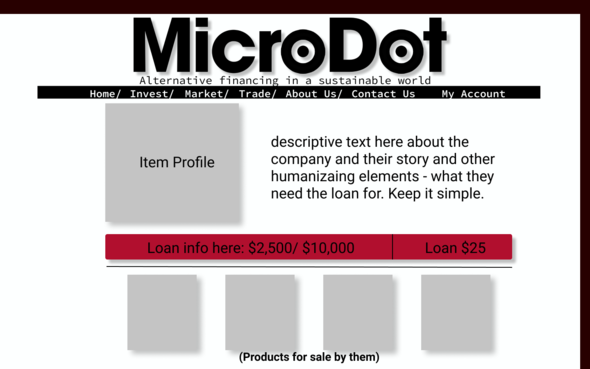 MicroDot
Alternative financing in a sustainable world
Home/ Invest/ Market/ Trade/ About Us/ Contact Us My Account
Item Profile
descriptive text here about the
company and their story and other
humanizaing elements - what they
need the loan for. Keep it simple.
Loan info here: $2,500/ $10,000 Loan $25
(Products for sale by them)